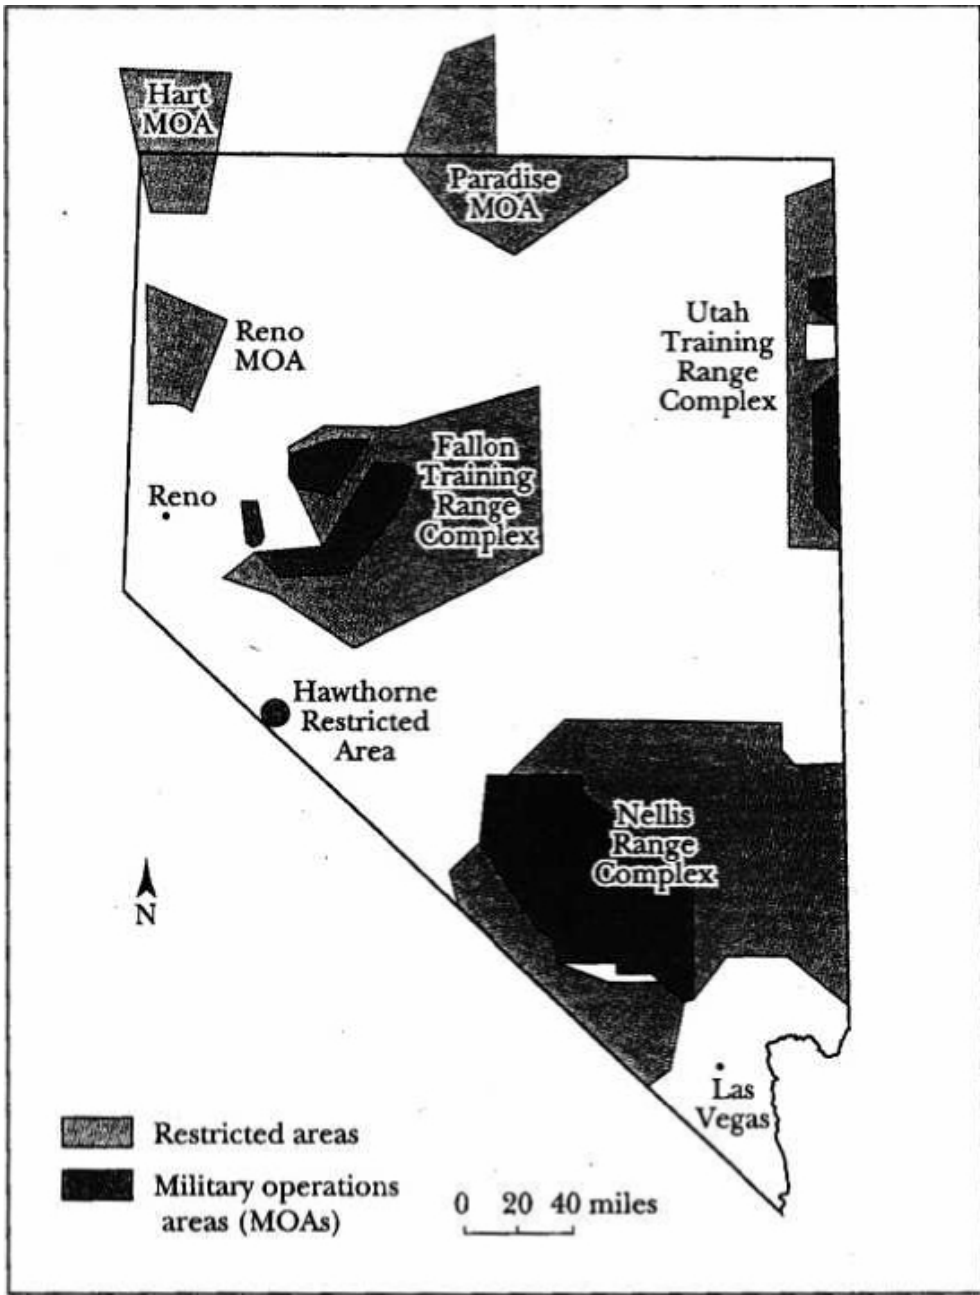 Hart
MOA
Paradise
MOA
Utah
Training
Range
Complex
Reno
MOA
Fallon
Training
Range
Complex
Reno
Hawthorne
Restricted
Area
Nellis
Range
Complex
N
Las
Vegas
Restricted areas
Military operations
areas (MOAs)
0 20 40 miles